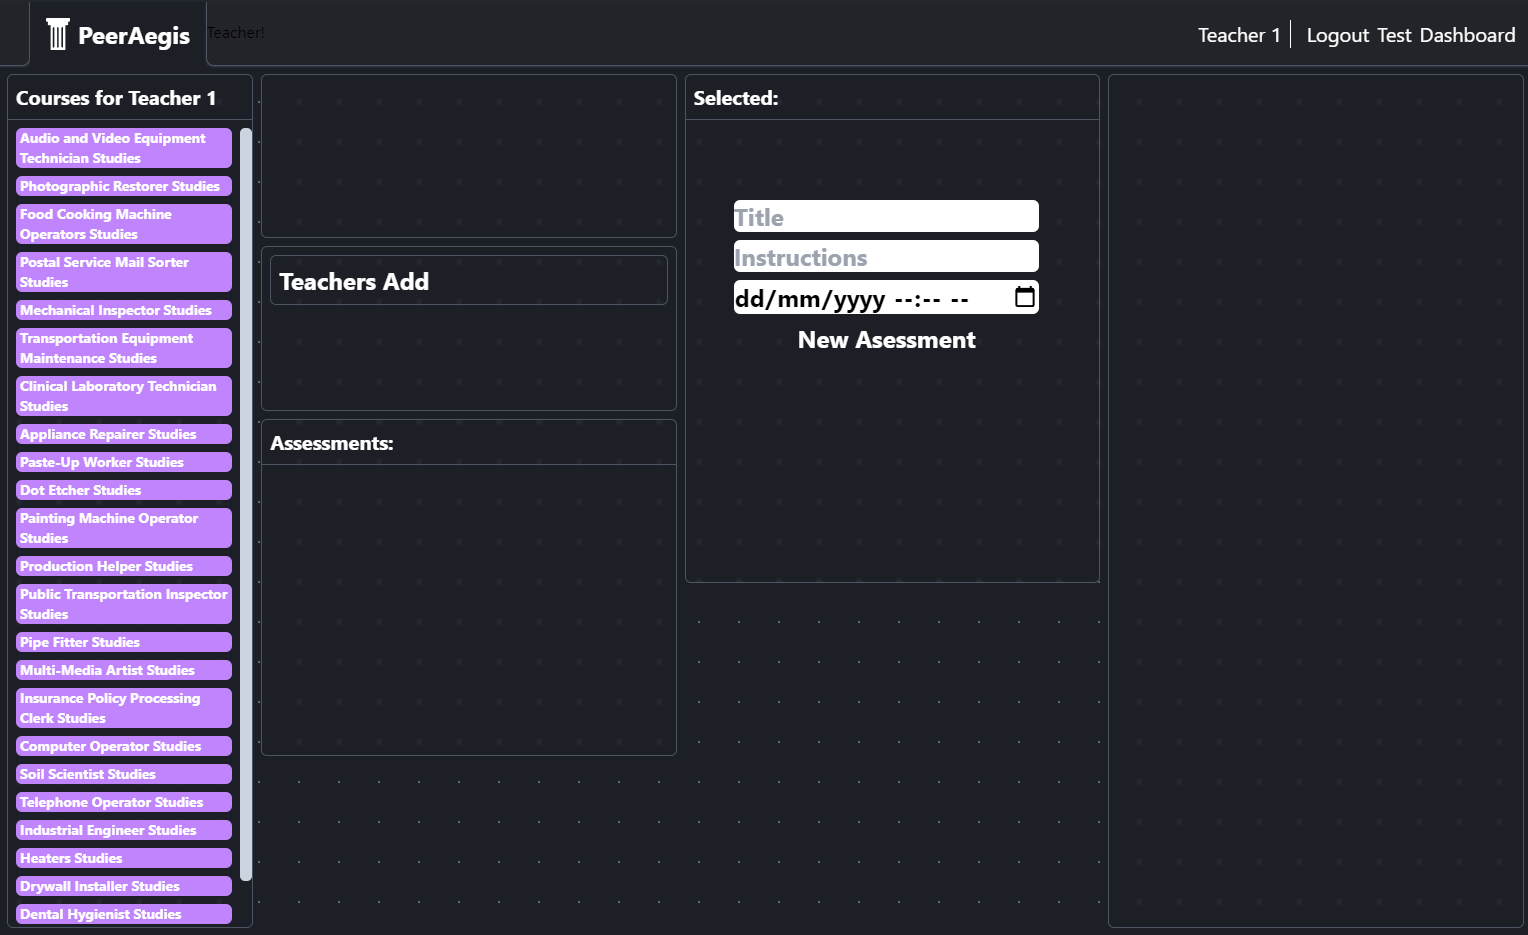 PeerAegis
Teacher!
Teacher 1
Logout Test Dashboard
Courses for Teacher 1
Audio and Video Equipment
Technician Studies
Photographic Restorer Studies
Food Cooking Machine
Operators Studies
Postal Service Mail Sorter
Studies
Mechanical Inspector Studies
Transportation Equipment
Maintenance Studies
Clinical Laboratory Technician
Studies
Appliance Repairer Studies
Paste-Up Worker Studies
Dot Etcher Studies
Painting Machine Operator
Studies
Production Helper Studies
Public Transportation Inspector
Studies
Pipe Fitter Studies
Multi-Media Artist Studies
Insurance Policy Processing
Clerk Studies
Computer Operator Studies
Soil Scientist Studies
Telephone Operator Studies
Industrial Engineer Studies
Heaters Studies
Drywall Installer Studies
Dental Hygienist Studies
Teachers Add
Assessments:
Selected:
Title
Instructions
dd/mm/yyyy --:-- --
New Asessment